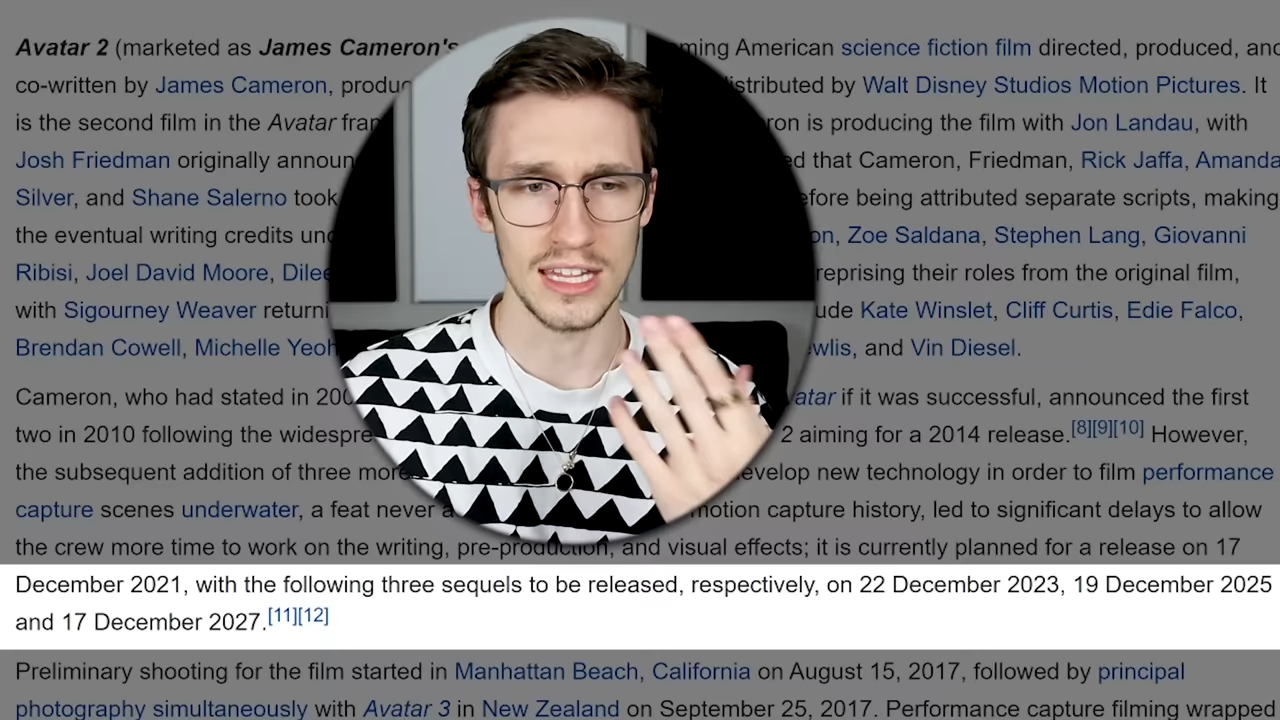 Avatar 2 (marketed as James Cameron's ming American science fiction film directed, produced, and
co-written by James Cameron, produc stributed by Walt Disney Studios Motion Pictures. It
is the second film in the Avatar fran ron is producing the film with Jon Landau, with
Josh Friedman originally announ ed that Cameron, Friedman, Rick Jaffa, Amanda
Silver, and Shane Salerno took efore being attributed separate scripts, making
the eventual writing credits unc on, Zoe Saldana, Stephen Lang, Giovanni
Ribisi, Joel David Moore, Dilee reprising their roles from the original film,
with Sigourney Weaver returni ude Kate Winslet, Cliff Curtis, Edie Falco,
Brendan Cowell, Michelle Yeoh wlis, and Vin Diesel.
Cameron, who had stated in 200 atar if it was successful, announced the first
two in 2010 following the widespre 2 aiming for a 2014 release.[8][9][10] However,
the subsequent addition of three more evelop new technology in order to film performance
capture scenes underwater, a feat never a motion capture history, led to significant delays to allow
the crew more time to work on the writing, pre-production, and visual effects; it is currently planned for a release on 17
December 2021, with the following three sequels to be released, respectively, on 22 December 2023, 19 December 2025
and 17 December 2027.[11][12]
Preliminary shooting for the film started in Manhattan Beach, California on August 15, 2017, followed by principal
photography simultaneously with Avatar 3 in New Zealand on September 25, 2017. Performance capture filming wrapped